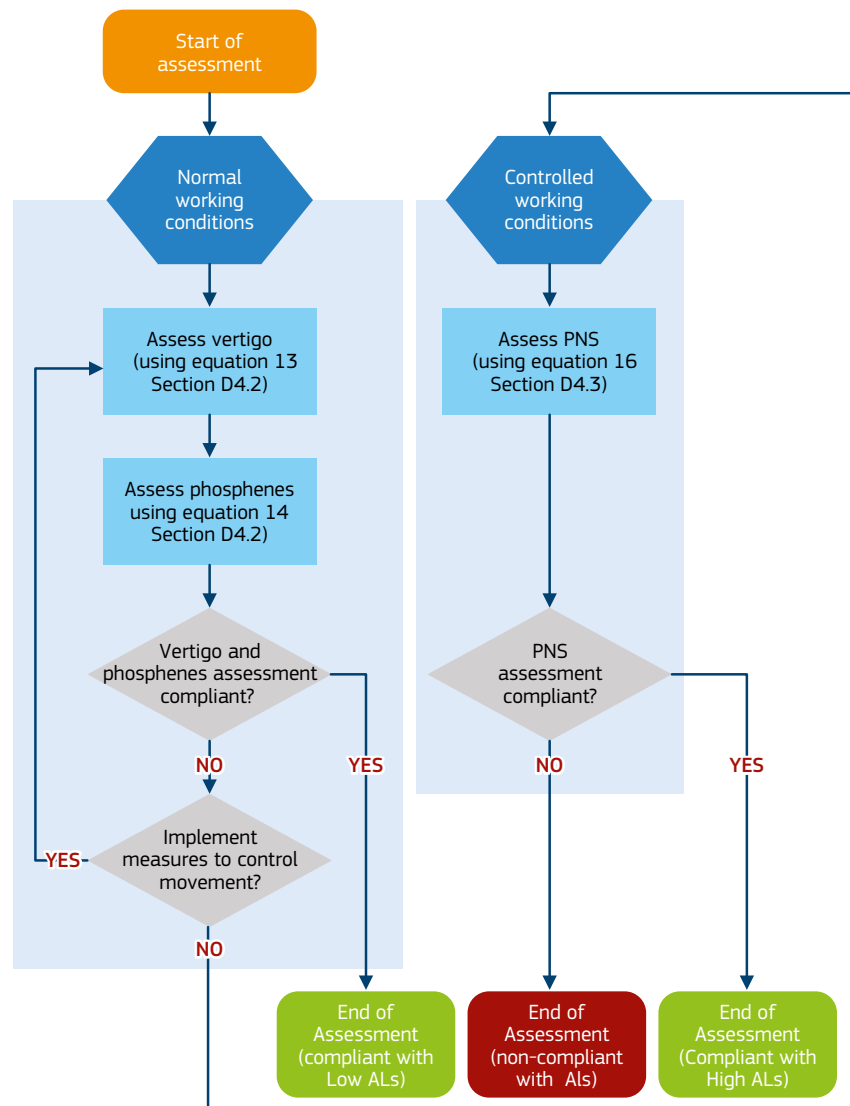 Start of
assessment
Normal
working
conditions
Assess vertigo
(using equation 13
Section D4.2)
Assess phosphenes
using equation 14
Section D4.2)
Vertigo and
phosphenes assessment
compliant?
NO
YES
Implement
measures to control
movement?
YES
NO
End of
Assessment
(compliant with
Low ALs)
Controlled
working
conditions
Assess PNS
(using equation 16
Section D4.3)
PNS
assessment
compliant?
NO
YES
End of
Assessment
(non-compliant
with Als)
End of
Assessment
(Compliant with
High ALs)